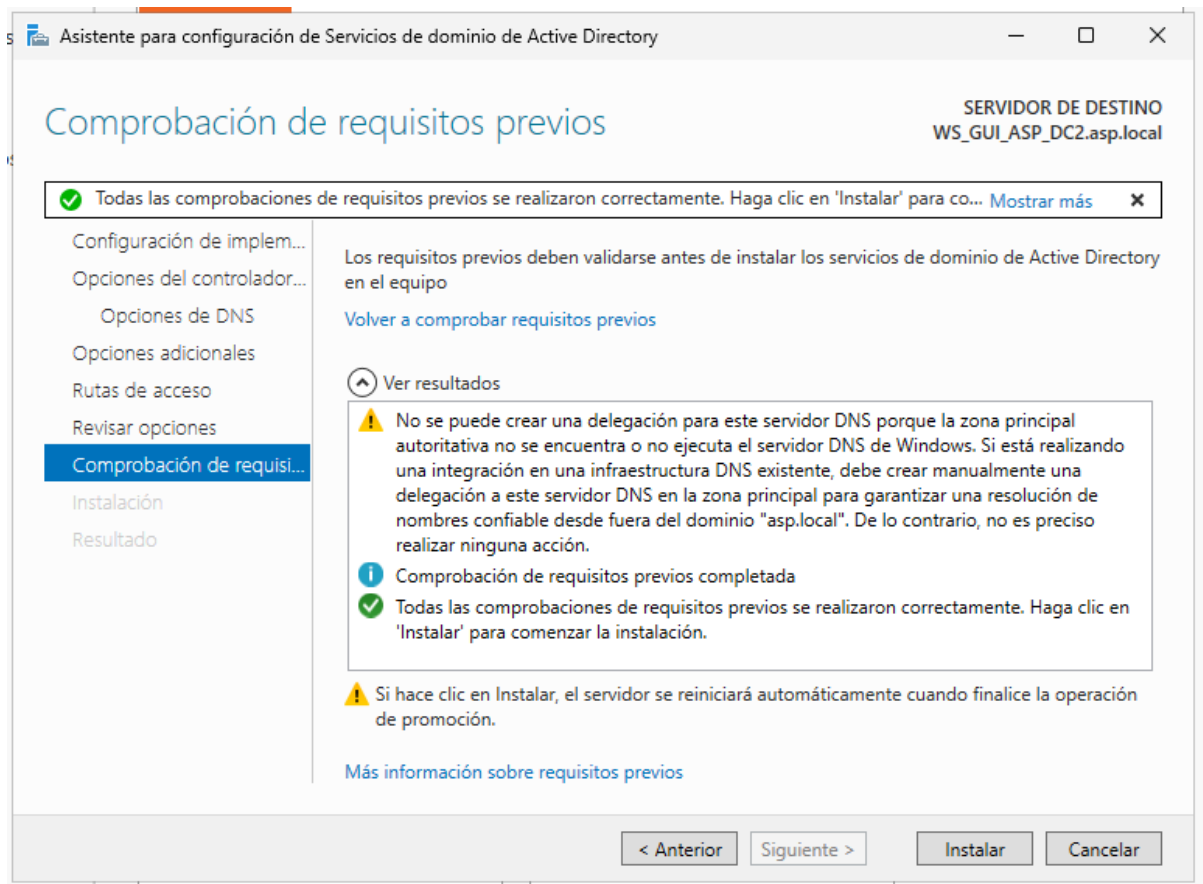 Asistente para configuración de Servicios de dominio de Active Directory
Comprobación de requisitos previos
SERVIDOR DE DESTINO
WS_GUI_ASP_DC2.asp.local
Todas las comprobaciones de requisitos previos se realizaron correctamente. Haga clic en 'Instalar' para co... Mostrar más
Configuración de implem...
Opciones del controlador...
Opciones de DNS
Opciones adicionales
Rutas de acceso
Revisar opciones
Comprobación de requisi...
Instalación
Resultado
Los requisitos previos deben validarse antes de instalar los servicios de dominio de Active Directory
en el equipo
Volver a comprobar requisitos previos
Ver resultados
No se puede crear una delegación para este servidor DNS porque la zona principal
autoritativa no se encuentra o no ejecuta el servidor DNS de Windows. Si está realizando
una integración en una infraestructura DNS existente, debe crear manualmente una
delegación a este servidor DNS en la zona principal para garantizar una resolución de
nombres confiable desde fuera del dominio "asp.local". De lo contrario, no es preciso
realizar ninguna acción.
Comprobación de requisitos previos completada
Todas las comprobaciones de requisitos previos se realizaron correctamente. Haga clic en
'Instalar' para comenzar la instalación.
Si hace clic en Instalar, el servidor se reiniciará automáticamente cuando finalice la operación
de promoción.
Más información sobre requisitos previos
< Anterior
Siguiente >
Instalar
Cancelar